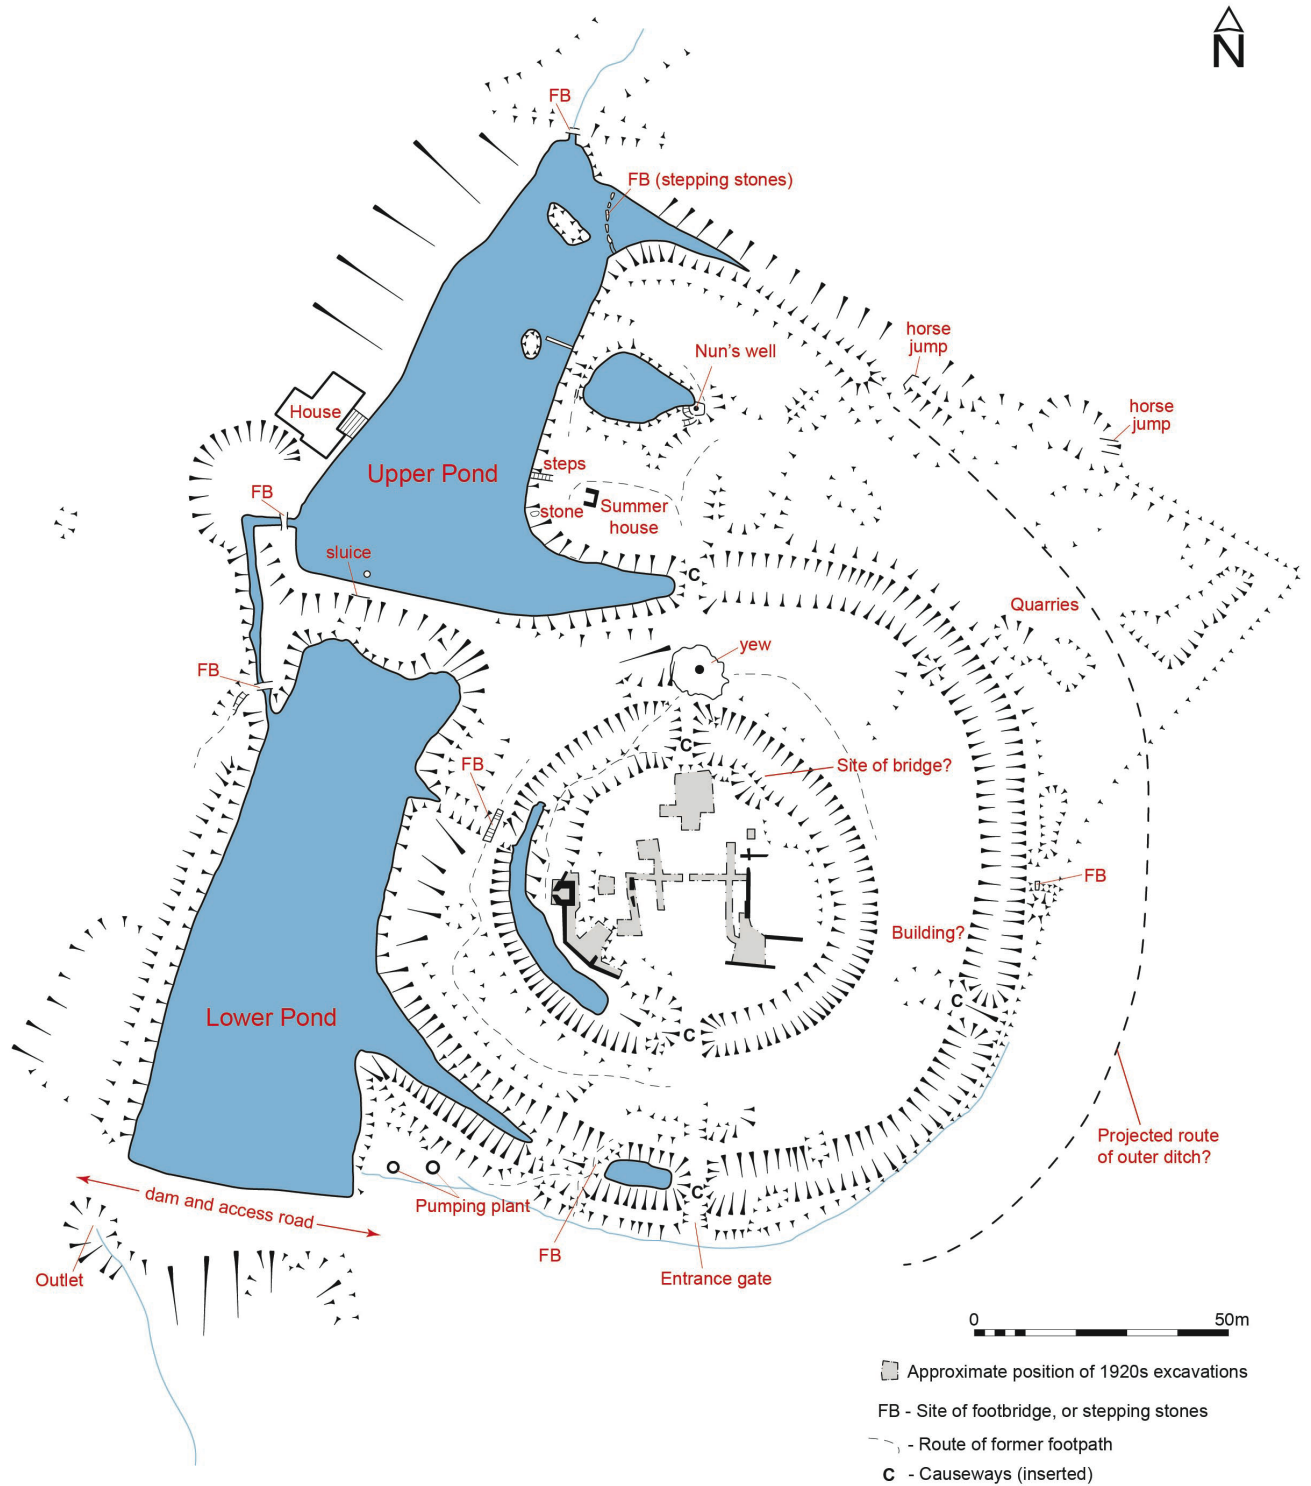 N
FB
FB (stepping stones)
horse
jump
Nun's well
horse
jump
House
Upper Pond
steps
FB
stone
Summer
house
sluice
C
Quarries
yew
FB
C
Site of bridge?
FB
FB
Building?
C
Lower Pond
C
Projected route
of outer ditch?
dam and access road
Pumping plant
C
FB
Entrance gate
Outlet
0 50m
Approximate position of 1920s excavations
FB - Site of footbridge, or stepping stones
- Route of former footpath
C - Causeways (inserted)